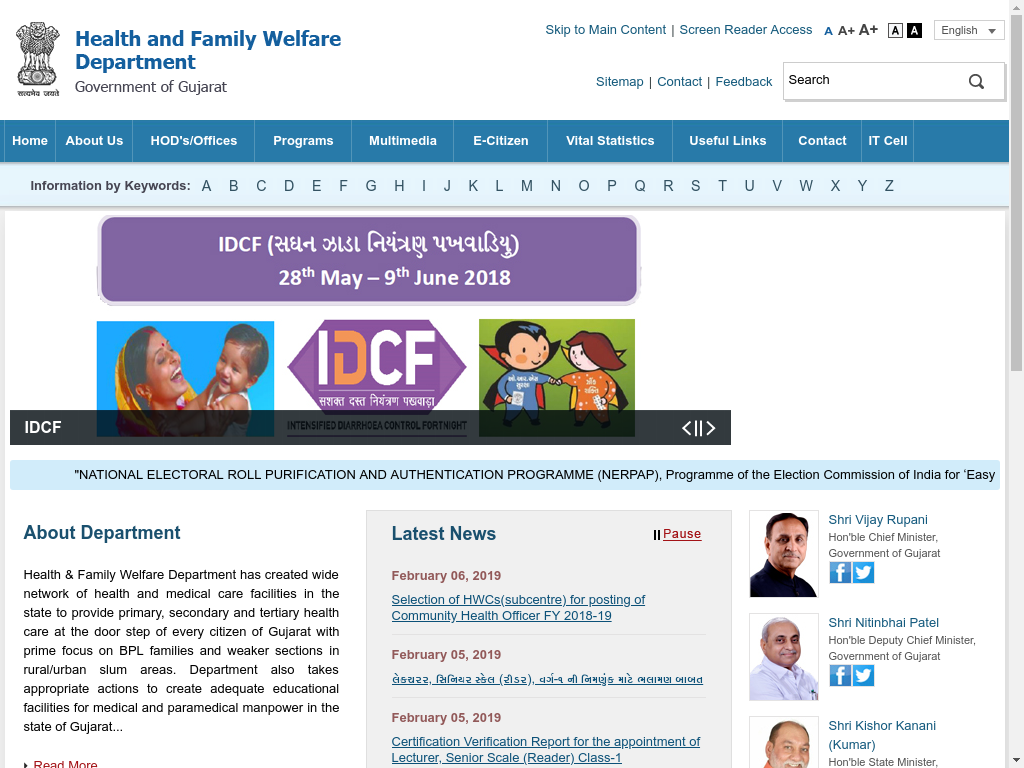 Skip to Main Content | Screen Reader Access A A+ A+ A A English
सत्यमेव जयते
Health and Family Welfare
Department
Government of Gujarat
Sitemap | Contact | Feedback Search
Home About Us HOD's/Offices Programs Multimedia E-Citizen Vital Statistics Useful Links Contact IT Cell
Information by Keywords: A B C D E F G H I J K L M N O P Q R S T U V W X Y Z
IDCF (સઘન ઝાડા નિયંત્રણ પખવાડિયુ)
28th May – 9th June 2018
IDCF
सशक्त दस्त नियंत्रण पखवाड़ा
INTENSIFIED DIARRHOEA CONTROL FORTNIGHT
IDCF
"NATIONAL ELECTORAL ROLL PURIFICATION AND AUTHENTICATION PROGRAMME (NERPAP), Programme of the Election Commission of India for ‘Easy
About Department
Health & Family Welfare Department has created wide
network of health and medical care facilities in the
state to provide primary, secondary and tertiary health
care at the door step of every citizen of Gujarat with
prime focus on BPL families and weaker sections in
rural/urban slum areas. Department also takes
appropriate actions to create adequate educational
facilities for medical and paramedical manpower in the
state of Gujarat...
Read More
Latest News Pause
February 06, 2019
Selection of HWCs(subcentre) for posting of
Community Health Officer FY 2018-19
February 05, 2019
લેકચરર, સિનિયર સ્કેલ (રીડર), વર્ગ-૧ ની નિમણુંક માટે ભલામણ બાબત
February 05, 2019
Certification Verification Report for the appointment of
Lecturer, Senior Scale (Reader) Class-1
Shri Vijay Rupani
Hon'ble Chief Minister,
Government of Gujarat
Shri Nitinbhai Patel
Hon'ble Deputy Chief Minister,
Government of Gujarat
Shri Kishor Kanani
(Kumar)
Hon'ble State Minister,